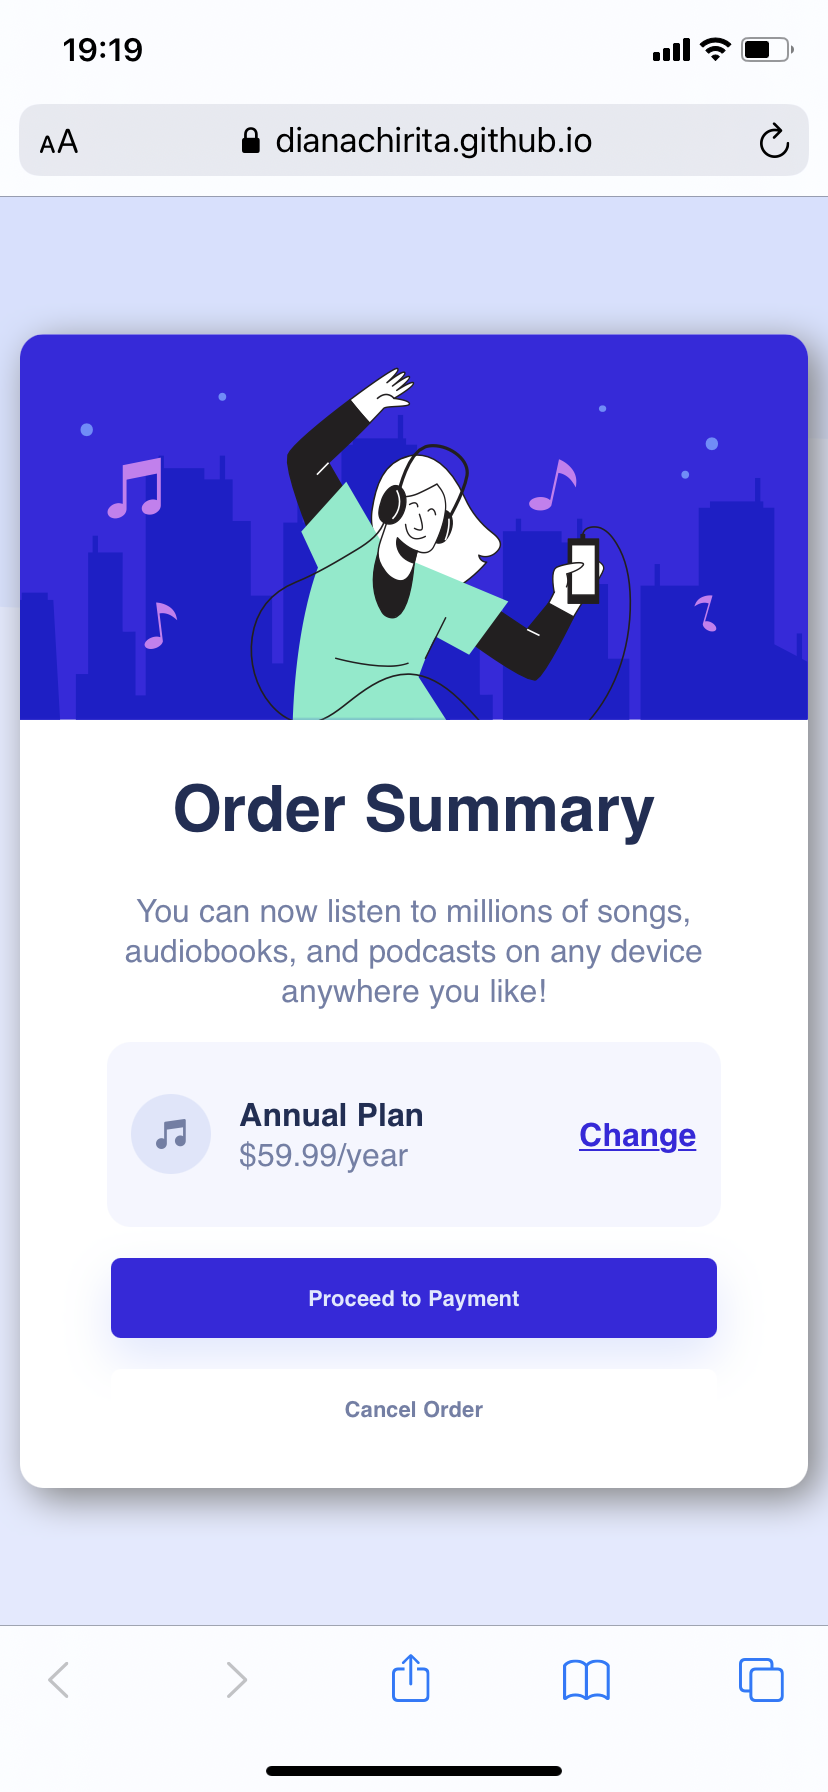 19:19
AA dianachirita.github.io
Order Summary
You can now listen to millions of songs,
audiobooks, and podcasts on any device
anywhere you like!
Annual Plan
$59.99/year
Change
Proceed to Payment
Cancel Order